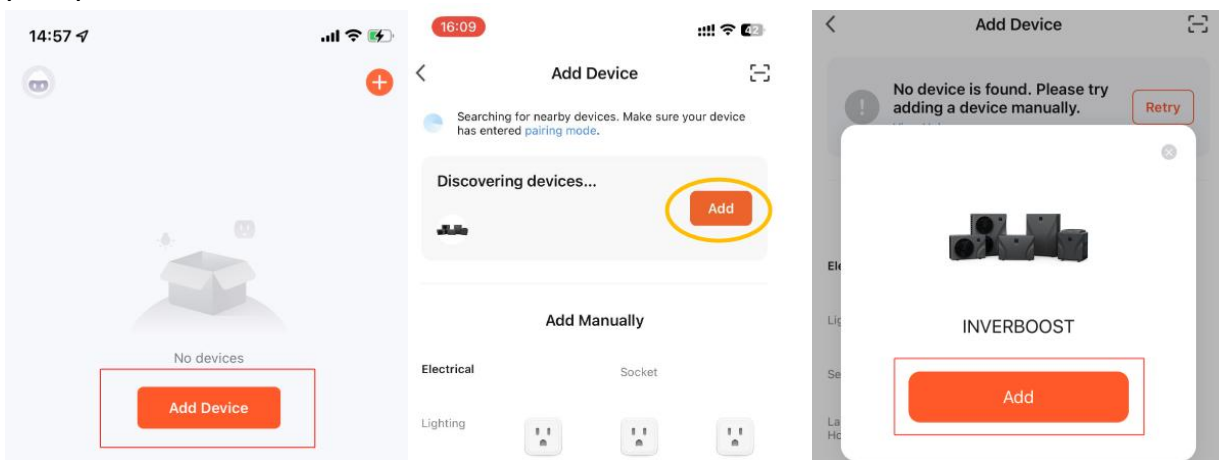 14:57
No devices
Add Device
16:09
42
Add Device
Searching for nearby devices. Make sure your device
has entered pairing mode.
Discovering devices...
Add
Add Manually
Electrical
Socket
Lighting
Add Device
No device is found. Please try
adding a device manually.
Retry
INVERBOOST
Add